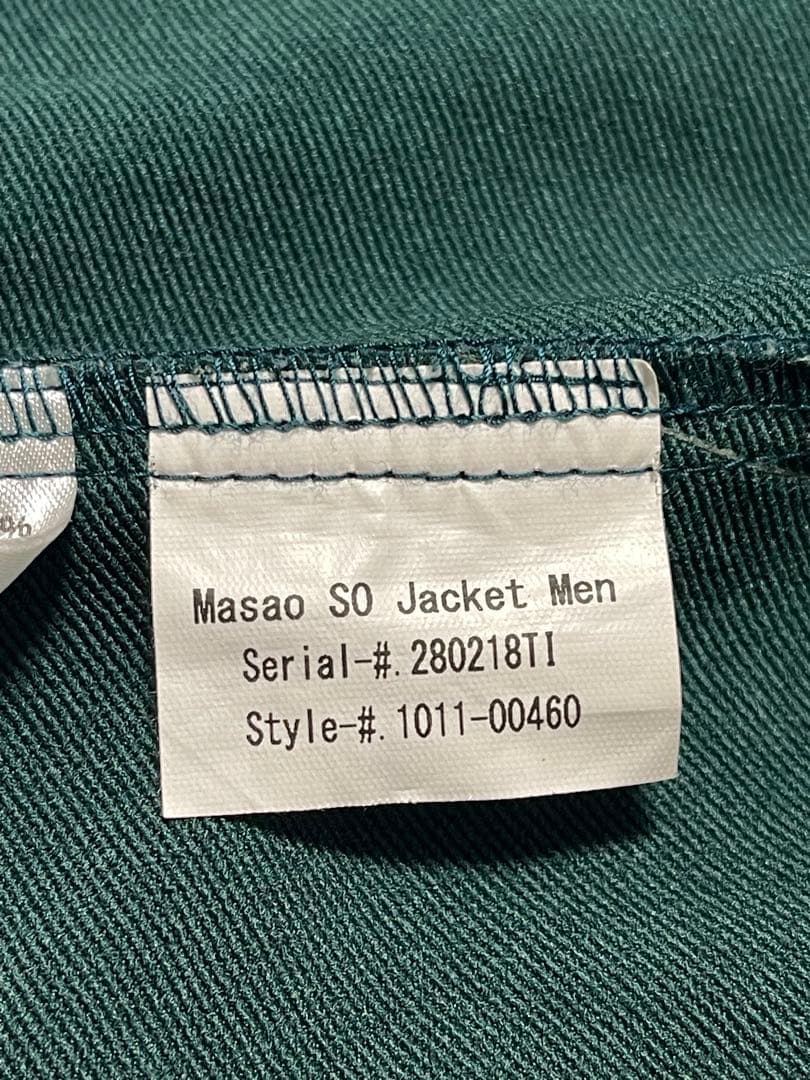 Masao SO Jacket Men
Serial-#. 280218TI
Style-#. 1011-00460
%